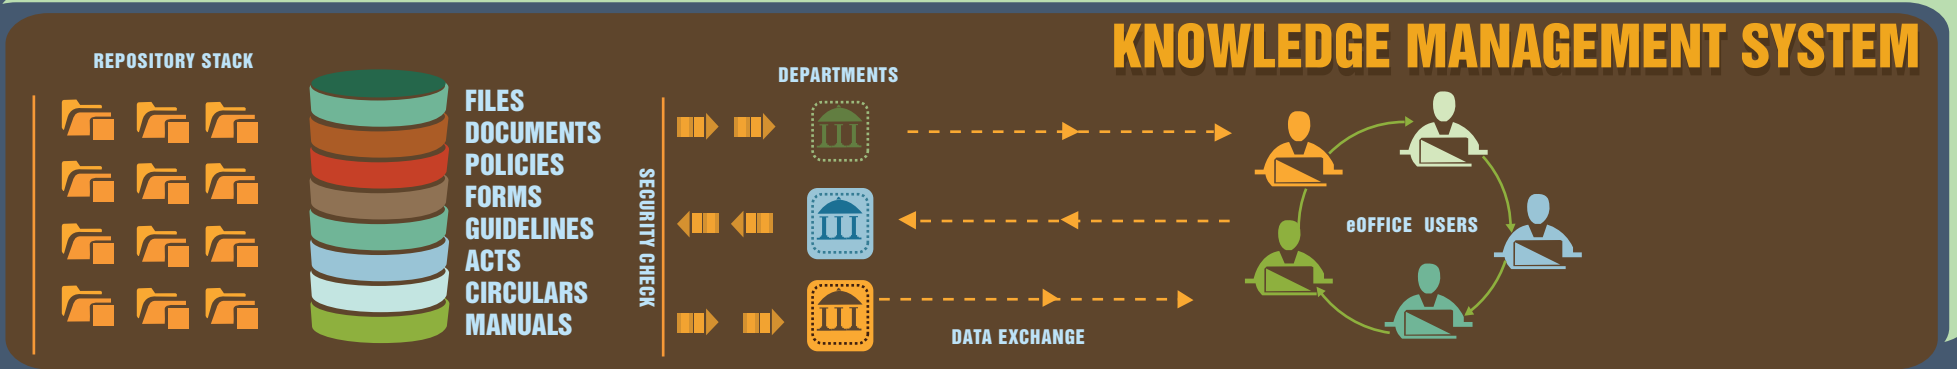 KNOWLEDGE MANAGEMENT SYSTEM
REPOSITORY STACK
FILES
DOCUMENTS
POLICIES
FORMS
GUIDELINES
ACTS
CIRCULARS
MANUALS
SECURITY CHECK
DEPARTMENTS
DATA EXCHANGE
eOFFICE USERS